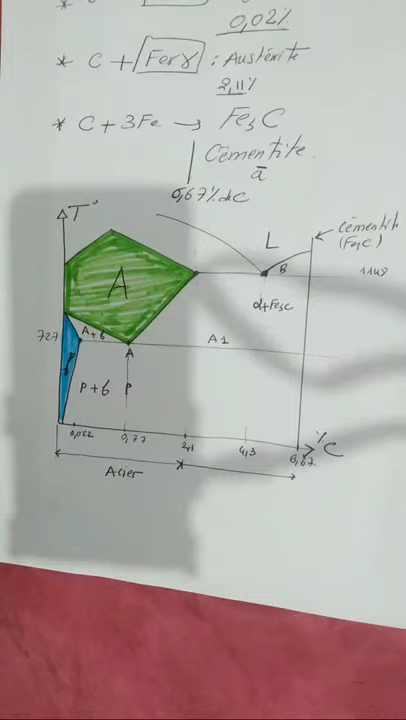 0,02%
* C + Fer γ : Austénite
2,11%
* C + 3Fe → Fe3C
Cémentite
à
6,67% de C
T°
L
Cémentite
(Fe3C)
A
B
1148
α+Fe3C
727
A+6
A1
A
P+6
P
0,022
0,77
2,1
4,3
6,67
% C
Acier